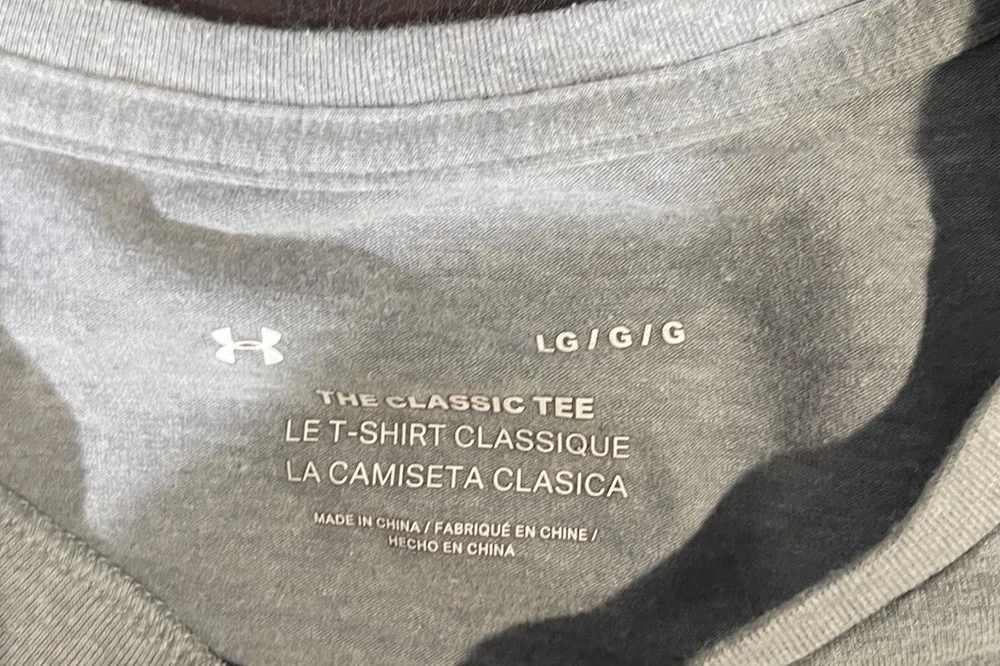 LG / G / G
THE CLASSIC TEE
LE T-SHIRT CLASSIQUE
LA CAMISETA CLASICA
MADE IN CHINA / FABRIQUÉ EN CHINE /
HECHO EN CHINA